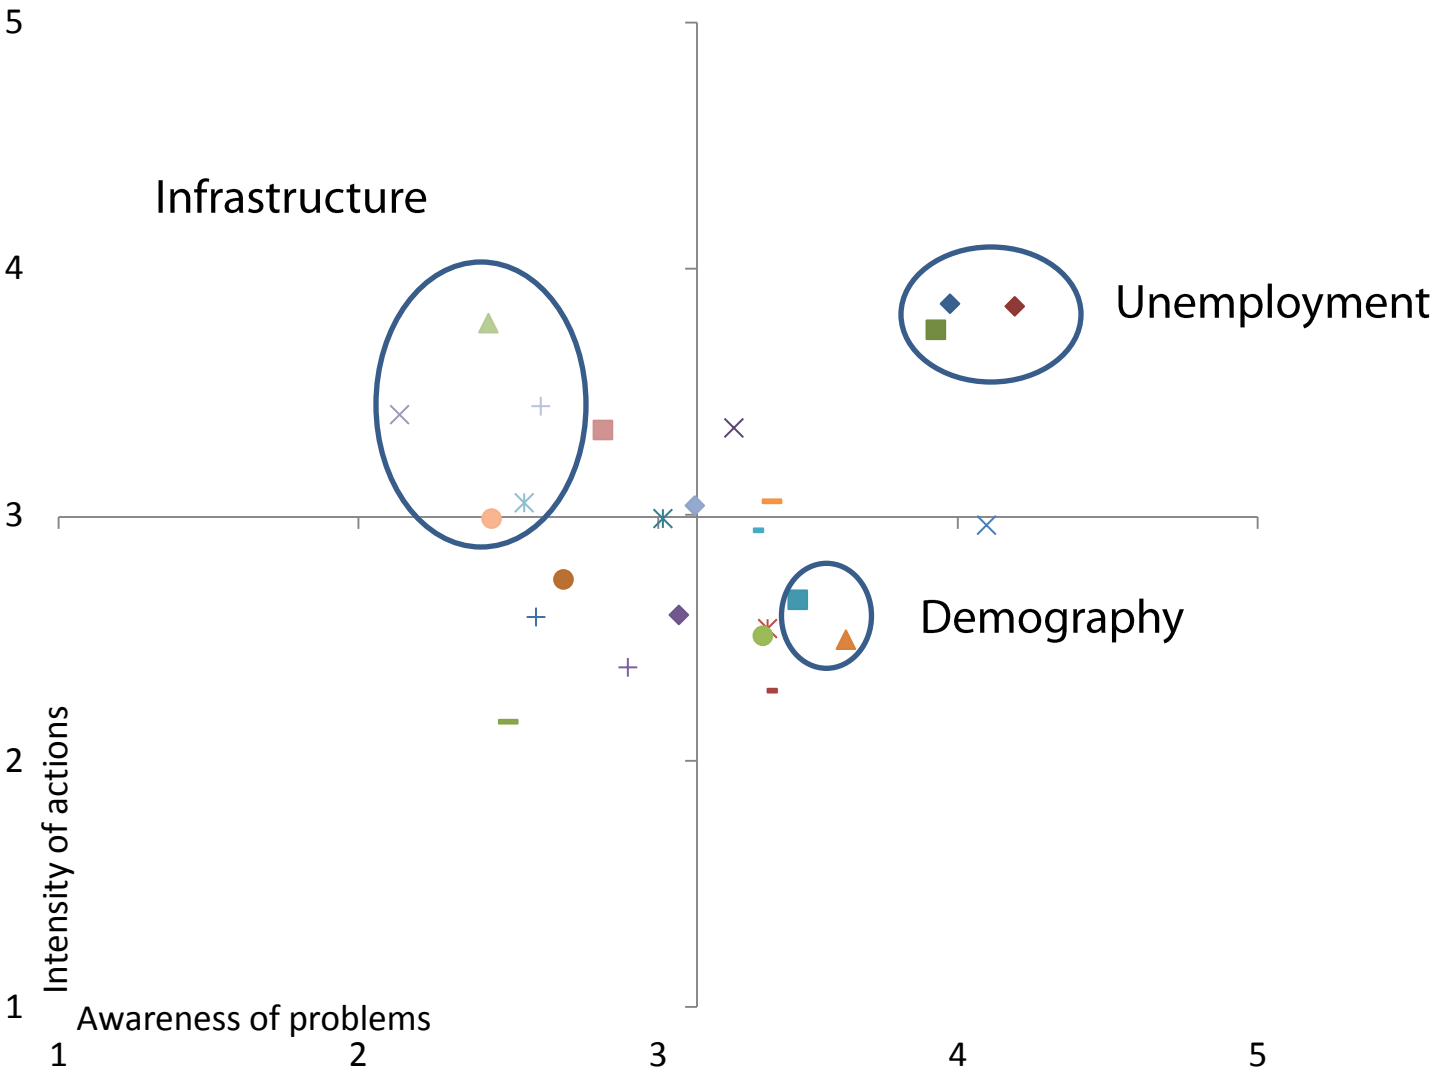 5
Infrastructure
4
Unemployment
3
Demography
2
Intensity of actions
1
Awareness of problems
1 2 3 4 5